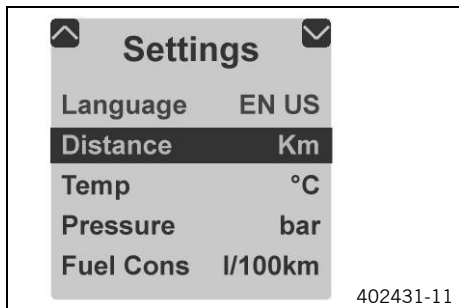 Settings
Language EN US
Distance Km
Temp °C
Pressure bar
Fuel Cons l/100km
402431-11